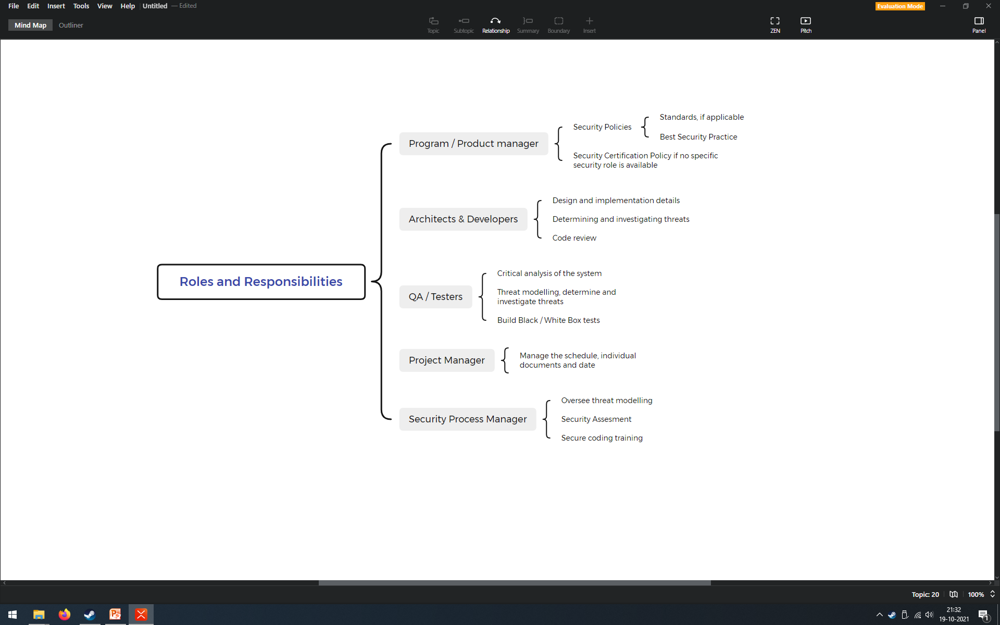 File Edit Insert Tools View Help Untitled — Edited
Evaluation Mode
Mind Map Outliner
Topic Subtopic Relationship Summary Boundary Insert
ZEN Pitch
Panel
Roles and Responsibilities
Program / Product manager
Security Policies
Standards, if applicable
Best Security Practice
Security Certification Policy if no specific
security role is available
Architects & Developers
Design and implementation details
Determining and investigating threats
Code review
QA / Testers
Critical analysis of the system
Threat modelling, determine and
investigate threats
Build Black / White Box tests
Project Manager
Manage the schedule, individual
documents and date
Security Process Manager
Oversee threat modelling
Security Assesment
Secure coding training
Topic: 20 100%
21:32
19-10-2021
1